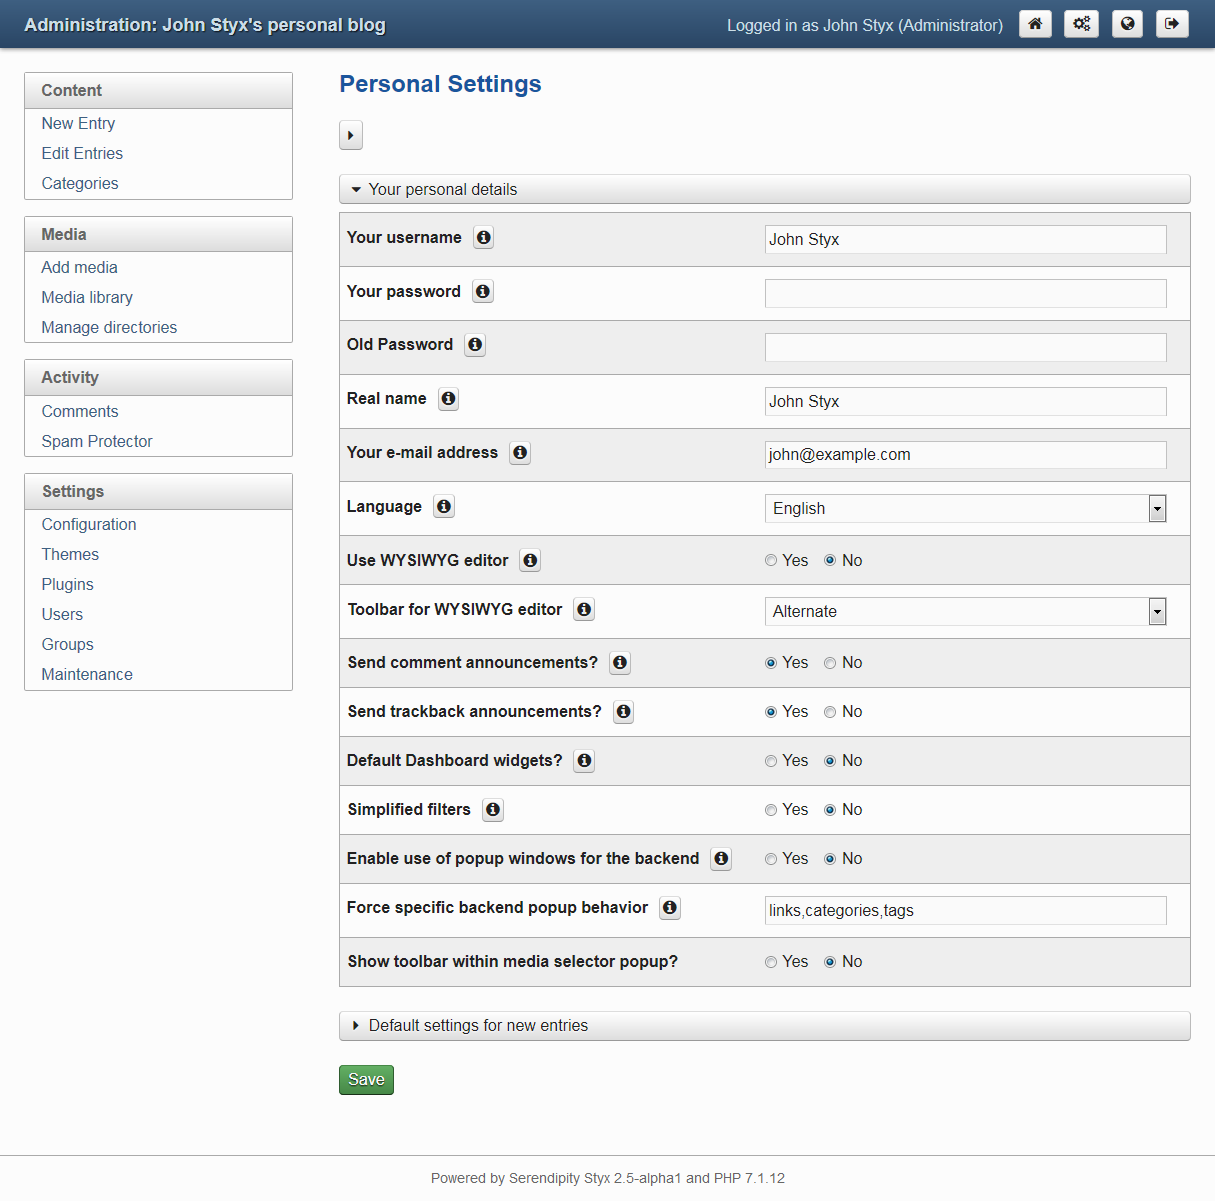 Administration: John Styx's personal blog
Logged in as John Styx (Administrator)
Content
New Entry
Edit Entries
Categories
Media
Add media
Media library
Manage directories
Activity
Comments
Spam Protector
Settings
Configuration
Themes
Plugins
Users
Groups
Maintenance
Personal Settings
Your personal details
Your username John Styx
Your password
Old Password
Real name John Styx
Your e-mail address john@example.com
Language English
Use WYSIWYG editor Yes No
Toolbar for WYSIWYG editor Alternate
Send comment announcements? Yes No
Send trackback announcements? Yes No
Default Dashboard widgets? Yes No
Simplified filters Yes No
Enable use of popup windows for the backend Yes No
Force specific backend popup behavior links,categories,tags
Show toolbar within media selector popup? Yes No
Default settings for new entries
Save
Powered by Serendipity Styx 2.5-alpha1 and PHP 7.1.12